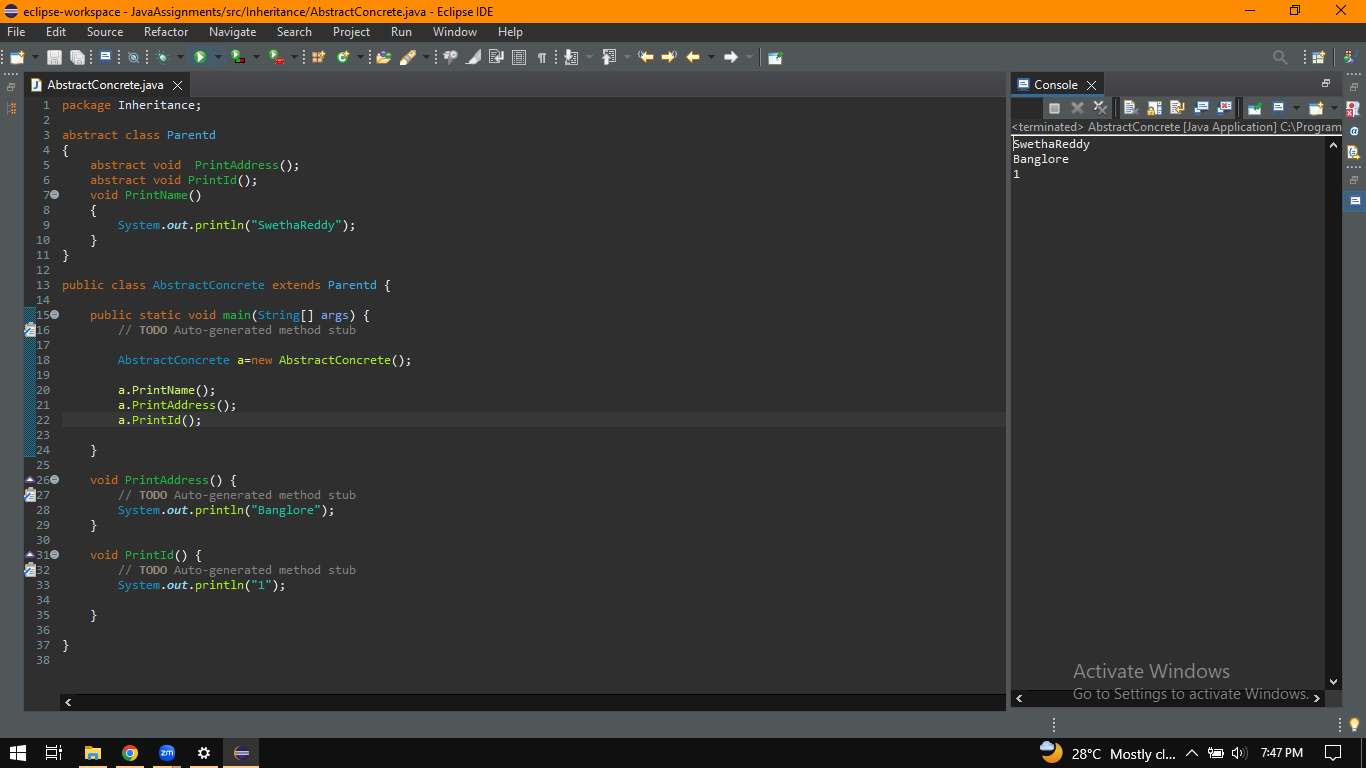 eclipse-workspace - JavaAssignments/src/Inheritance/AbstractConcrete.java - Eclipse IDE
File Edit Source Refactor Navigate Search Project Run Window Help
AbstractConcrete.java
1 package Inheritance;
2
3 abstract class Parentd
4 {
5 abstract void  PrintAddress();
6 abstract void PrintId();
7 void PrintName()
8 {
9 System.out.println("SwethaReddy");
10 }
11 }
12
13 public class AbstractConcrete extends Parentd {
14
15 public static void main(String[] args) {
16 // TODO Auto-generated method stub
17
18 AbstractConcrete a=new AbstractConcrete();
19
20 a.PrintName();
21 a.PrintAddress();
22 a.PrintId();
23
24 }
25
26 void PrintAddress() {
27 // TODO Auto-generated method stub
28 System.out.println("Banglore");
29 }
30
31 void PrintId() {
32 // TODO Auto-generated method stub
33 System.out.println("1");
34
35 }
36
37 }
38
Console
<terminated> AbstractConcrete [Java Application] C:\Program
SwethaReddy
Banglore
1
Activate Windows
Go to Settings to activate Windows.
zm
28°C Mostly cl... 7:47 PM